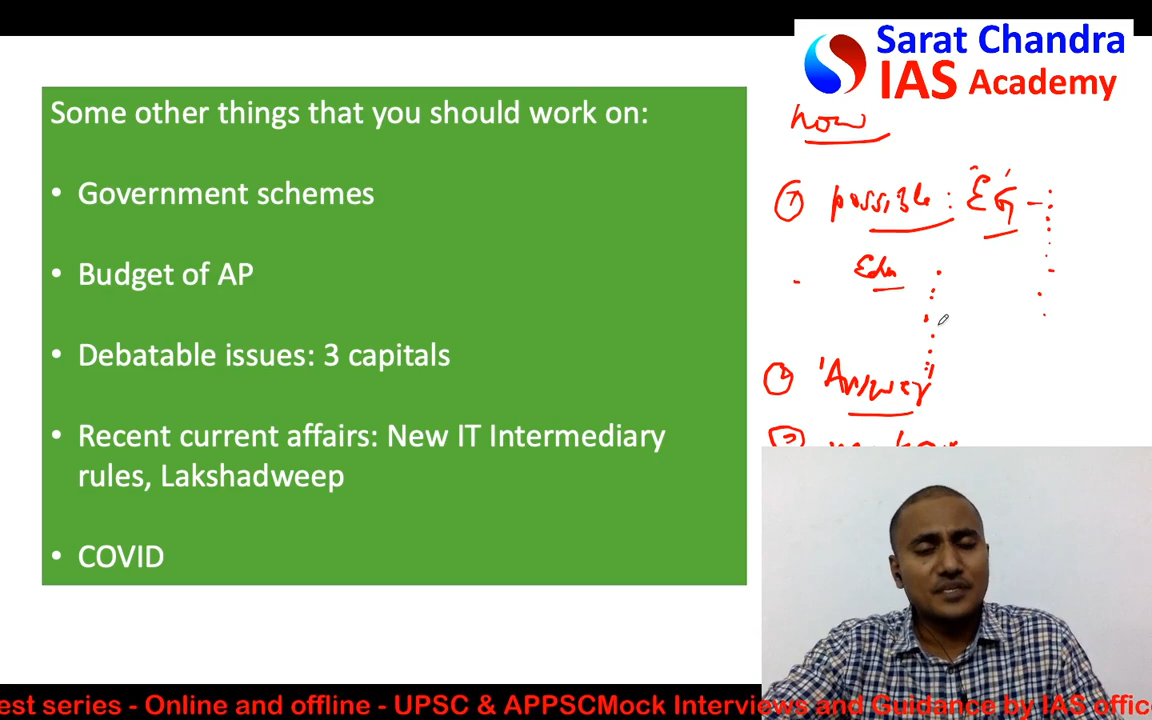 Sarat Chandra
IAS Academy
Some other things that you should work on:
• Government schemes
• Budget of AP
• Debatable issues: 3 capitals
• Recent current affairs: New IT Intermediary
rules, Lakshadweep
• COVID
how
① possible: EG -
Edu
② Answer
est series - Online and offline - UPSC & APPSCMock Interviews and Guidance by IAS offic